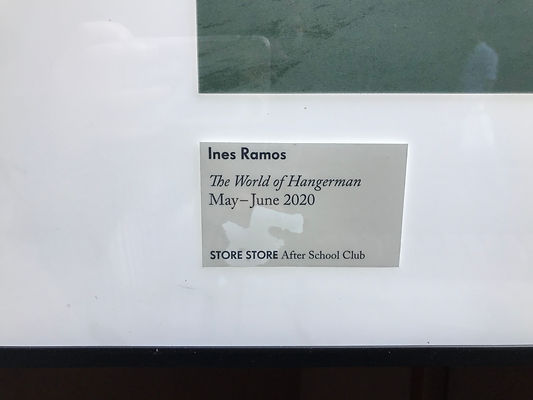 Ines Ramos
The World of Hangerman
May–June 2020
STORE STORE After School Club